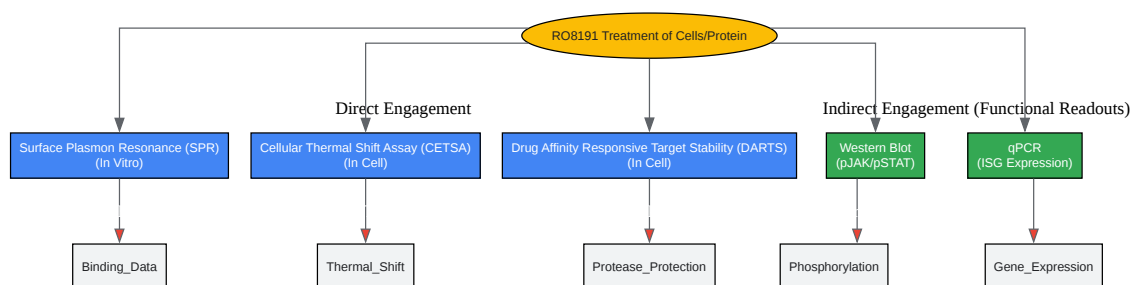 RO8191 Treatment of Cells/Protein
Direct Engagement
Indirect Engagement (Functional Readouts)
Surface Plasmon Resonance (SPR)
(In Vitro)
Cellular Thermal Shift Assay (CETSA)
(In Cell)
Drug Affinity Responsive Target Stability (DARTS)
(In Cell)
Western Blot
(pJAK/pSTAT)
qPCR
(ISG Expression)
Binding_Data
Thermal_Shift
Protease_Protection
Phosphorylation
Gene_Expression